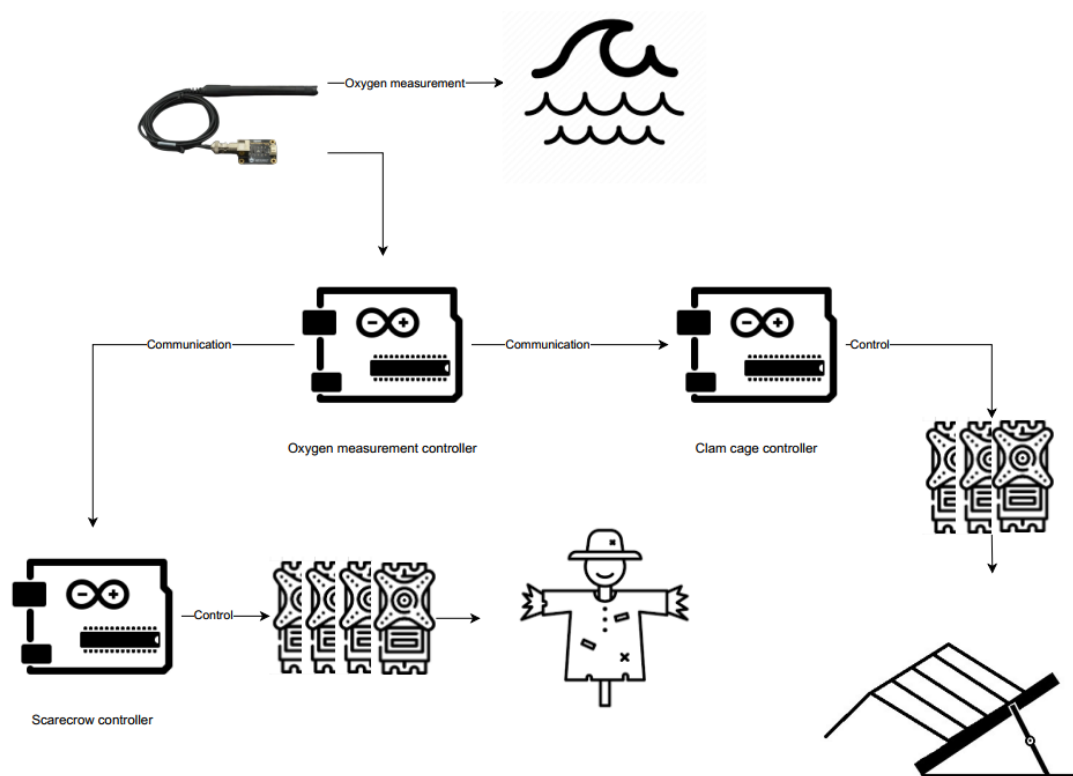 Oxygen measurement
Communication
Communication
Control
Oxygen measurement controller
Clam cage controller
Control
Scarecrow controller